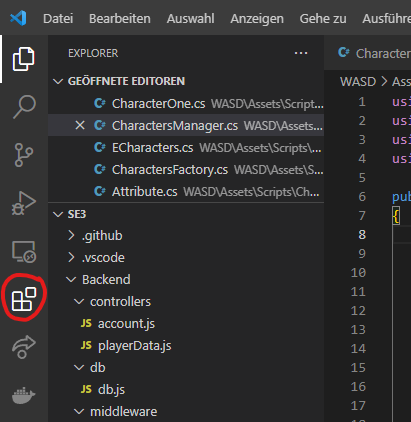 Datei Bearbeiten Auswahl Anzeigen Gehe zu Ausführe
EXPLORER ...
GEÖFFNETE EDITOREN
C# CharacterOne.cs WASD\Assets\Script...
C# CharactersManager.cs WASD\Assets...
C# ECharacters.cs WASD\Assets\Scripts\...
C# CharactersFactory.cs WASD\Assets\S...
C# Attribute.cs WASD\Assets\Scripts\Ch...
SE3
.github
.vscode
Backend
controllers
JS account.js
JS playerData.js
db
JS db.js
middleware
C# Character
WASD > Ass
1 usi
2 usi
3 usi
4 usi
5
6 pub
7 {
8
9
10
11
12
13
14
15
16
17